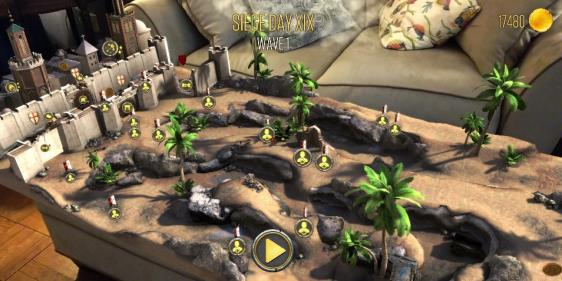 SIEGE DAY XIX
17480
WAVE 1